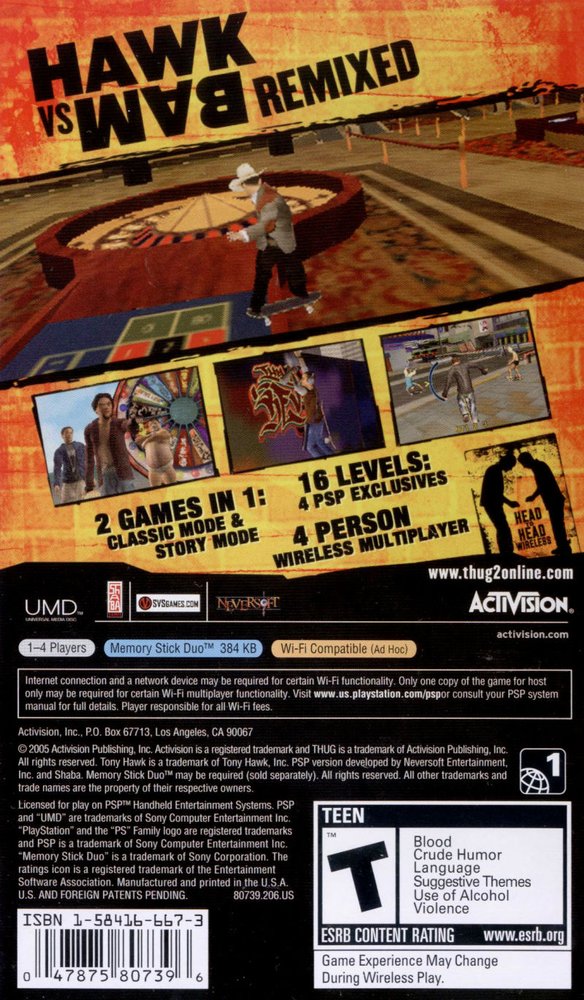 HAWK
VS BAM REMIXED
2 GAMES IN 1:
CLASSIC MODE &
STORY MODE
16 LEVELS:
4 PSP EXCLUSIVES
4 PERSON
WIRELESS MULTIPLAYER
HEAD
TO
HEAD
WIRELESS
www.thug2online.com
UMD™
UNIVERSAL MEDIA DISC
SHABA
SVSGAMES.COM
NEVERSOFT
ACTIVISION®
activision.com
1–4 Players
Memory Stick Duo™ 384 KB
Wi-Fi Compatible (Ad Hoc)
Internet connection and a network device may be required for certain Wi-Fi functionality. Only one copy of the game for host
only may be required for certain Wi-Fi multiplayer functionality. Visit www.us.playstation.com/pspor consult your PSP system
manual for full details. Player responsible for all Wi-Fi fees.
Activision, Inc., P.O. Box 67713, Los Angeles, CA 90067
© 2005 Activision Publishing, Inc. Activision is a registered trademark and THUG is a trademark of Activision Publishing, Inc.
All rights reserved. Tony Hawk is a trademark of Tony Hawk, Inc. PSP version developed by Neversoft Entertainment,
Inc. and Shaba. Memory Stick Duo™ may be required (sold separately). All rights reserved. All other trademarks and
trade names are the property of their respective owners.
1
Licensed for play on PSP™ Handheld Entertainment Systems. PSP
and “UMD” are trademarks of Sony Computer Entertainment Inc.
“PlayStation” and the “PS” Family logo are registered trademarks
and PSP is a trademark of Sony Computer Entertainment Inc.
“Memory Stick Duo” is a trademark of Sony Corporation. The
ratings icon is a registered trademark of the Entertainment
Software Association. Manufactured and printed in the U.S.A.
U.S. AND FOREIGN PATENTS PENDING. 80739.206.US
TEEN
T
™
Blood
Crude Humor
Language
Suggestive Themes
Use of Alcohol
Violence
ESRB CONTENT RATING www.esrb.org
Game Experience May Change
During Wireless Play.
ISBN 1-58416-667-3
0 47875 80739 6